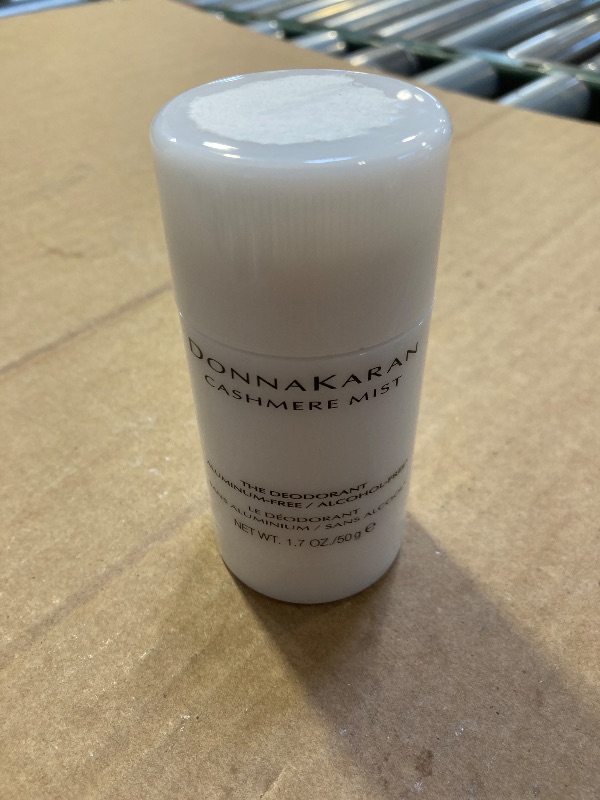 DONNAKARAN
CASHMERE MIST
THE DEODORANT
ALUMINUM-FREE / ALCOHOL-FREE
LE DÉODORANT
SANS ALUMINIUM / SANS ALCOOL
NET WT. 1.7 OZ./50 g ℮